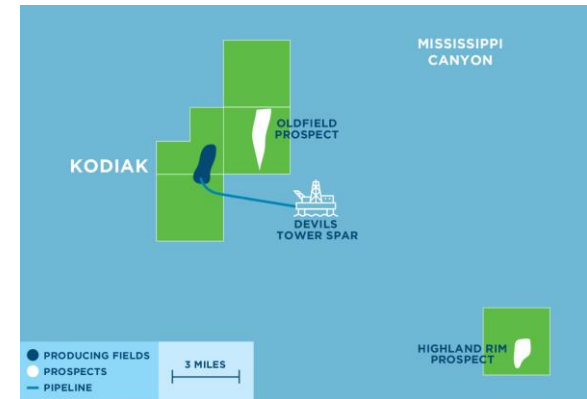 MISSISSIPPI
CANYON
OLDFIELD
PROSPECT
KODIAK
DEVILS
TOWER SPAR
HIGHLAND RIM
PROSPECT
PRODUCING FIELDS
PROSPECTS
PIPELINE
3 MILES